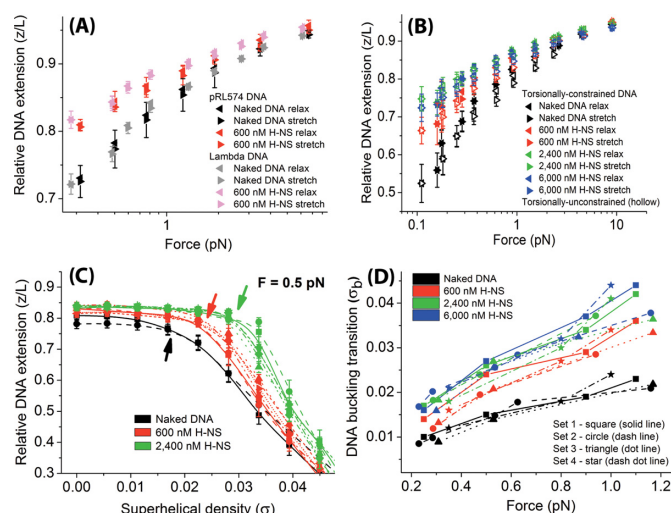 (A)
Relative DNA extension (z/L)
0.9
0.8
0.7
pRL574 DNA
Naked DNA relax
Naked DNA stretch
600 nM H-NS relax
600 nM H-NS stretch
Lambda DNA
Naked DNA relax
Naked DNA stretch
600 nM H-NS relax
600 nM H-NS stretch
1
Force (pN)
(B)
Relative DNA extension (z/L)
0.9
0.8
0.7
0.6
0.5
Torsionally-constrained DNA
Naked DNA relax
Naked DNA stretch
600 nM H-NS relax
600 nM H-NS stretch
2,400 nM H-NS relax
2,400 nM H-NS stretch
6,000 nM H-NS relax
6,000 nM H-NS stretch
Torsionally-unconstrained (hollow)
0.1
1
10
Force (pN)
(C)
F = 0.5 pN
Relative DNA extension (z/L)
0.9
0.8
0.7
0.6
0.5
0.4
0.3
Naked DNA
600 nM H-NS
2,400 nM H-NS
0.00
0.02
0.04
Superhelical density (σ)
(D)
DNA buckling transition (σb)
0.04
0.03
0.02
0.01
Naked DNA
600 nM H-NS
2,400 nM H-NS
6,000 nM H-NS
Set 1 - square (solid line)
Set 2 - circle (dash line)
Set 3 - triangle (dot line)
Set 4 - star (dash dot line)
0.2
0.4
0.6
0.8
1.0
1.2
Force (pN)